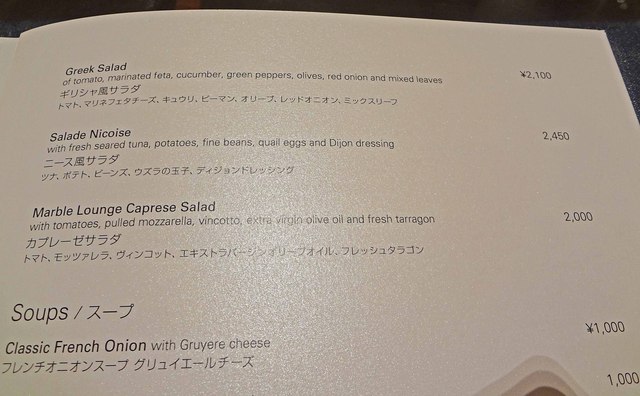 Greek Salad
of tomato, marinated feta, cucumber, green peppers, olives, red onion and mixed leaves ¥2,100
ギリシャ風サラダ
トマト、マリネフェタチーズ、キュウリ、ピーマン、オリーブ、レッドオニオン、ミックスリーフ
Salade Nicoise 2,450
with fresh seared tuna, potatoes, fine beans, quail eggs and Dijon dressing
ニース風サラダ
ツナ、ポテト、ビーンズ、ウズラの玉子、ディジョンドレッシング
Marble Lounge Caprese Salad 2,000
with tomatoes, pulled mozzarella, vincotto, extra virgin olive oil and fresh tarragon
カプレーゼサラダ
トマト、モッツァレラ、ヴィンコット、エキストラバージンオリーブオイル、フレッシュタラゴン
Soups / スープ
Classic French Onion with Gruyere cheese ¥1,000
フレンチオニオンスープ グリュイエールチーズ
1,000